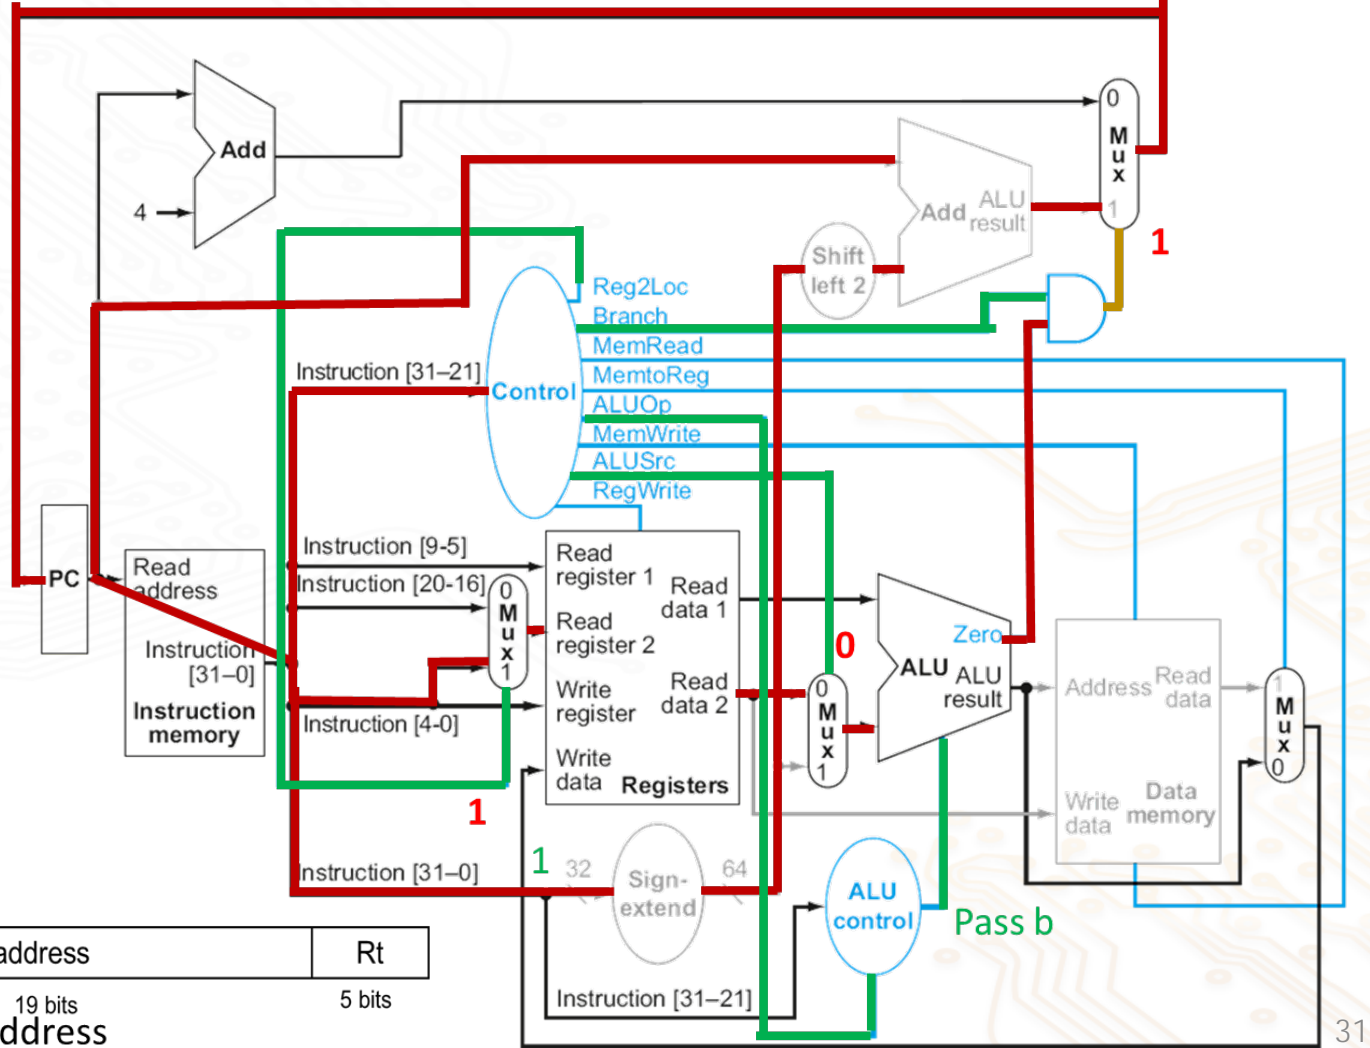 0
M
u
x
1
Add
4
Add
ALU
result
Shift
left 2
1
Reg2Loc
Branch
MemRead
MemtoReg
ALUOp
MemWrite
ALUSrc
RegWrite
Control
Instruction [31–21]
PC
Read
address
Instruction
[31–0]
Instruction
memory
Instruction [9-5]
Instruction [20-16]
Instruction [4-0]
0
M
u
x
1
1
Read
register 1
Read
register 2
Write
register
Write
data
Read
data 1
Read
data 2
Registers
0
0
M
u
x
1
Zero
ALU
ALU
result
Address
Read
data
Write
data
Data
memory
1
M
u
x
0
Instruction [31–0]
1
32
Sign-
extend
64
ALU
control
Pass b
Instruction [31–21]
address
Rt
19 bits
5 bits
ddress
31